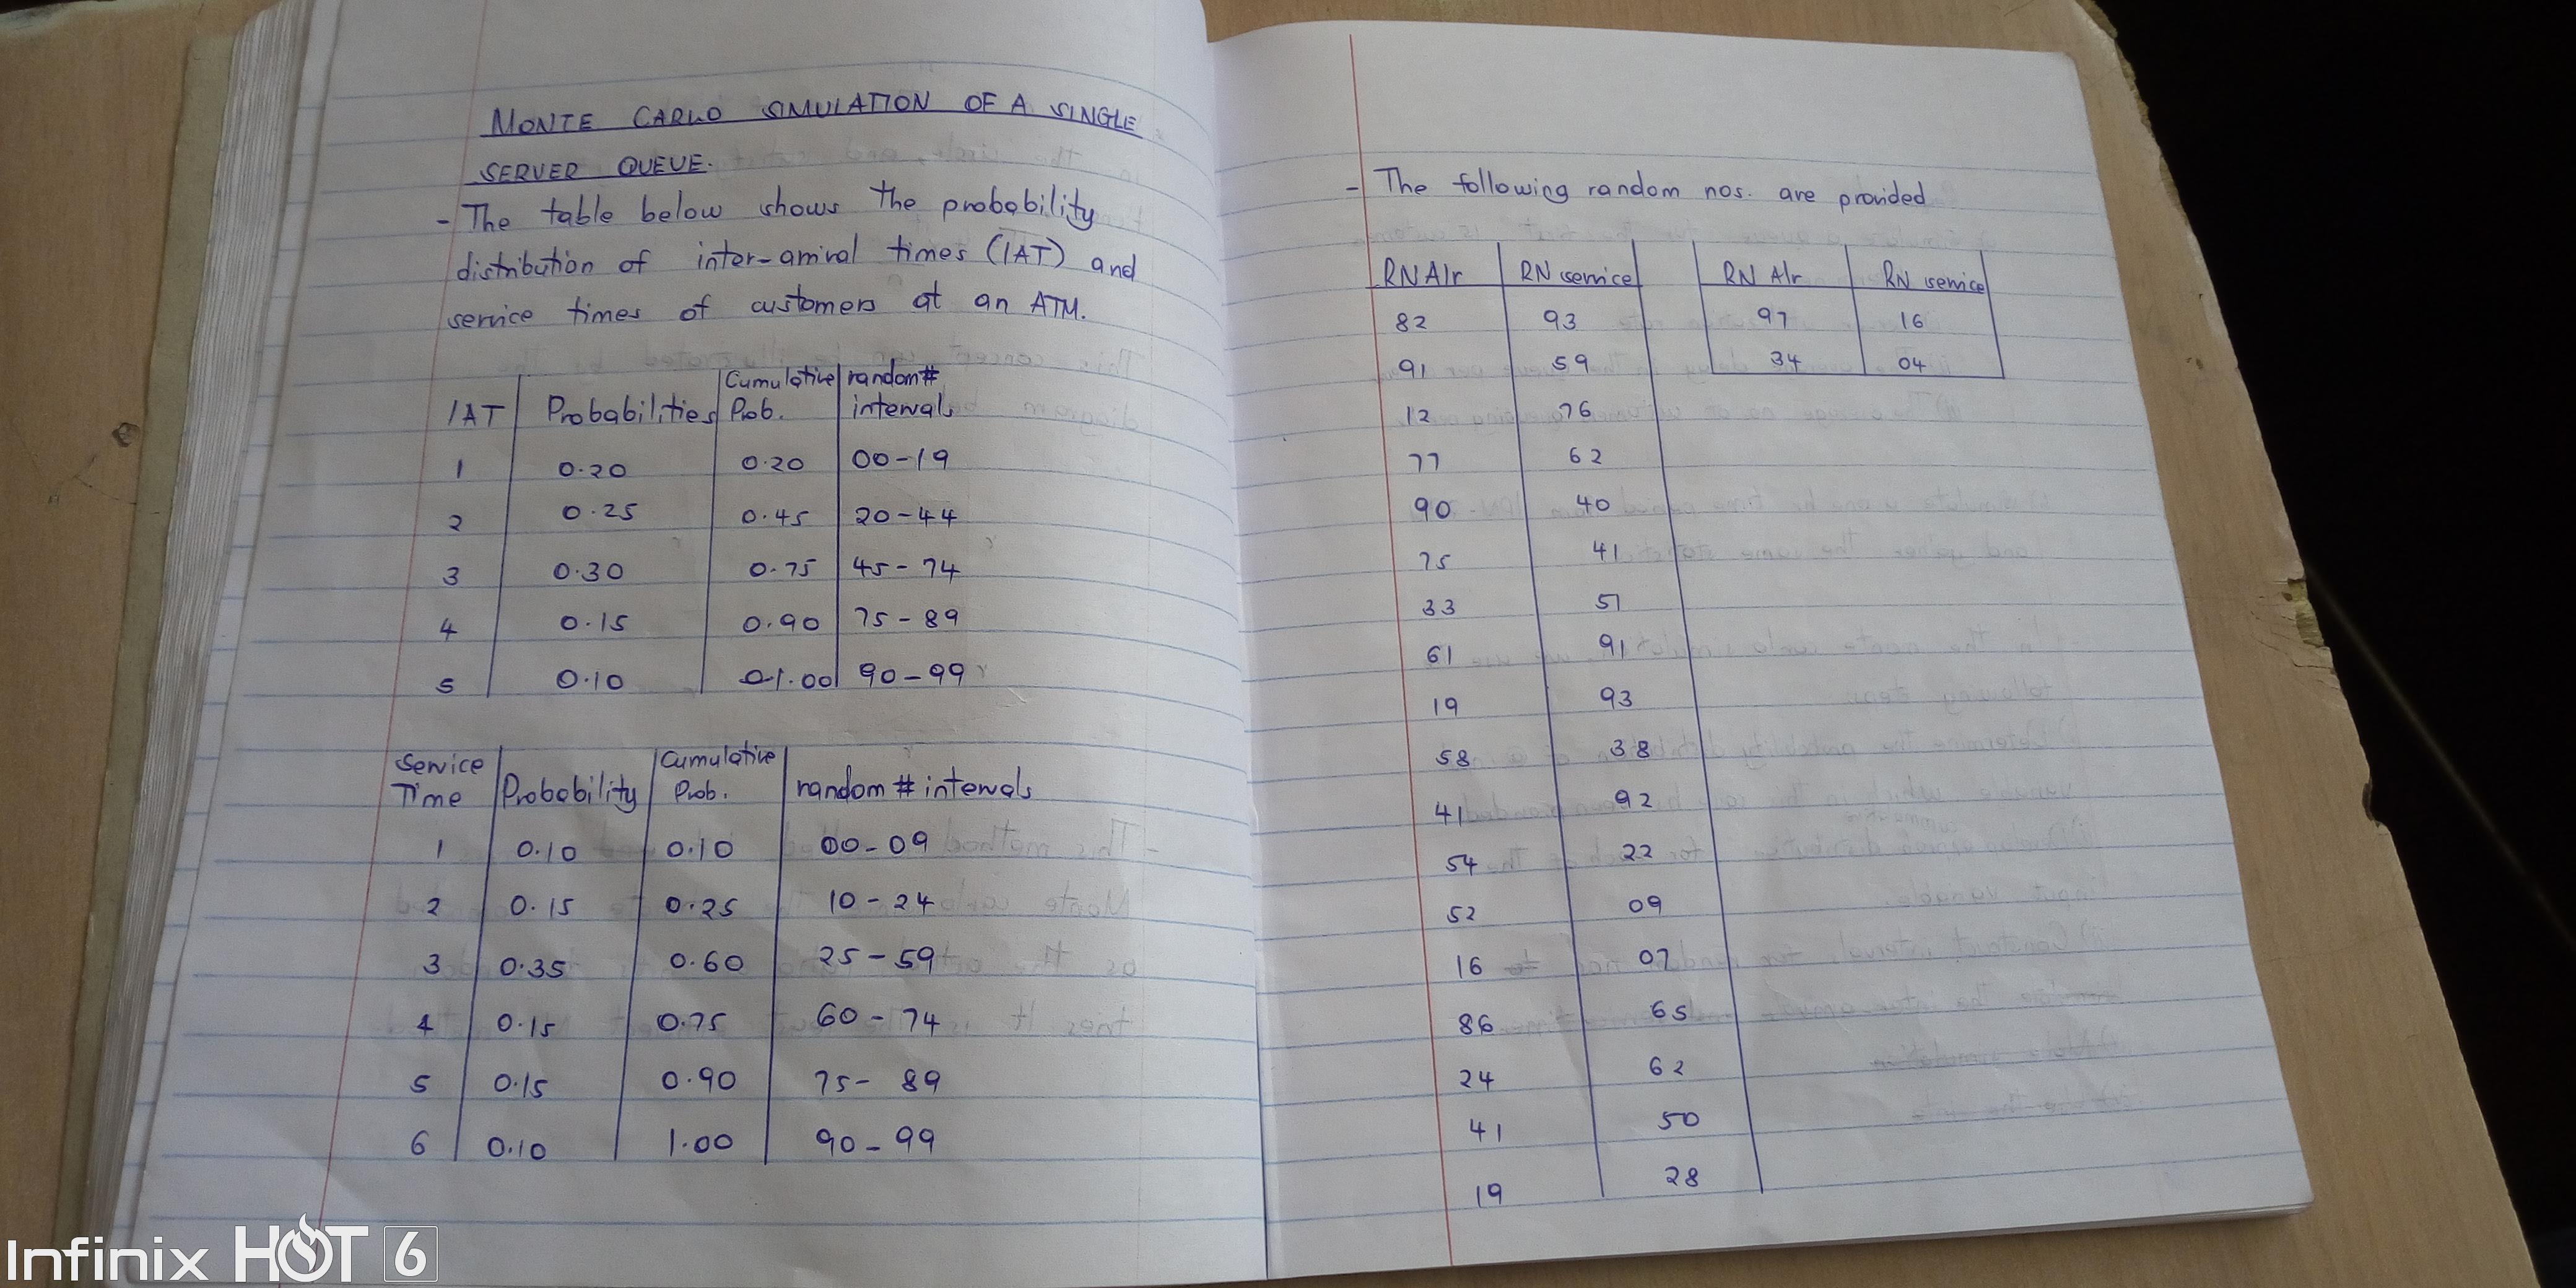 MONTE CARLO SIMULATION OF A SINGLE
SERVER QUEUE.
- The table below shows the probability
distribution of inter-arrival times (IAT) and
service times of customers at an ATM.
IAT Probabilities Cumulative Prob. random# intervals
1 0.20 0.20 00-19
2 0.25 0.45 20-44
3 0.30 0.75 45-74
4 0.15 0.90 75-89
5 0.10 1.00 90-99
Service Time Probability Cumulative Prob. random # intervals
1 0.10 0.10 00-09
2 0.15 0.25 10-24
3 0.35 0.60 25-59
4 0.15 0.75 60-74
5 0.15 0.90 75-89
6 0.10 1.00 90-99
- The following random nos. are provided
RN AIr RN service RN AIr RN service
82 93 97 16
91 59 34 04
12 76
77 62
90 40
75 41
33 51
61 91
19 93
58 38
41 92
54 22
52 09
16 07
86 65
24 62
41 50
19 28
Infinix HOT 6